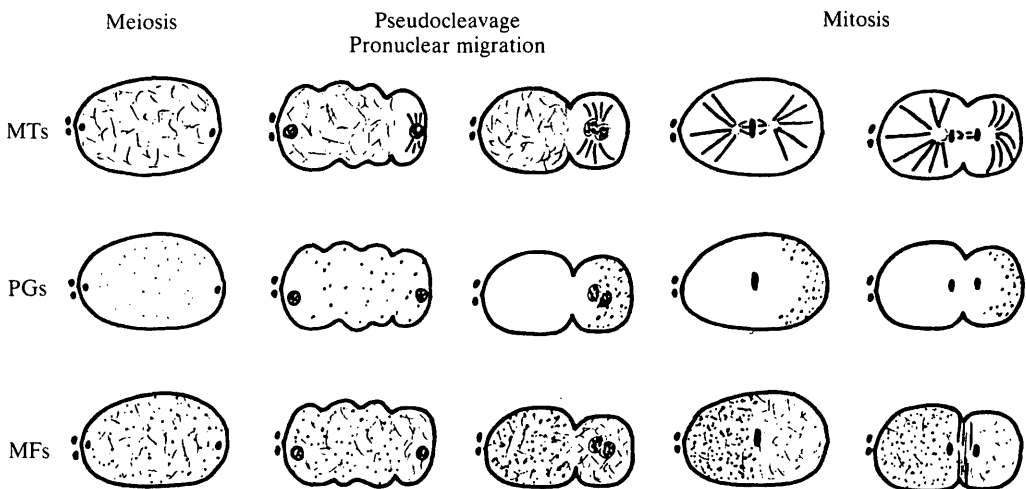 Meiosis
Pseudocleavage
Pronuclear migration
Mitosis
MTs
PGs
MFs